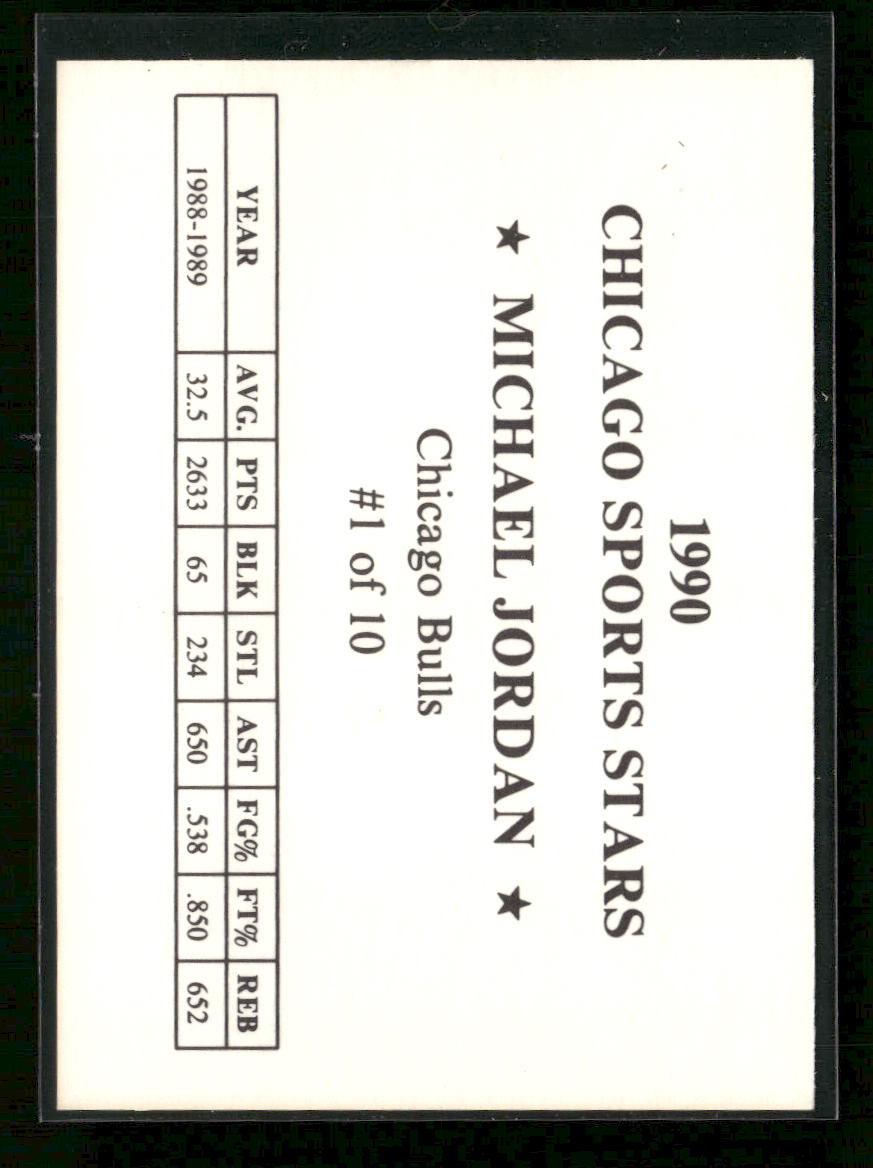 1990
CHICAGO SPORTS STARS
★ MICHAEL JORDAN ★
Chicago Bulls
#1 of 10
YEAR AVG. PTS BLK STL AST FG% FT% REB
1988-1989 32.5 2633 65 234 650 .538 .850 652